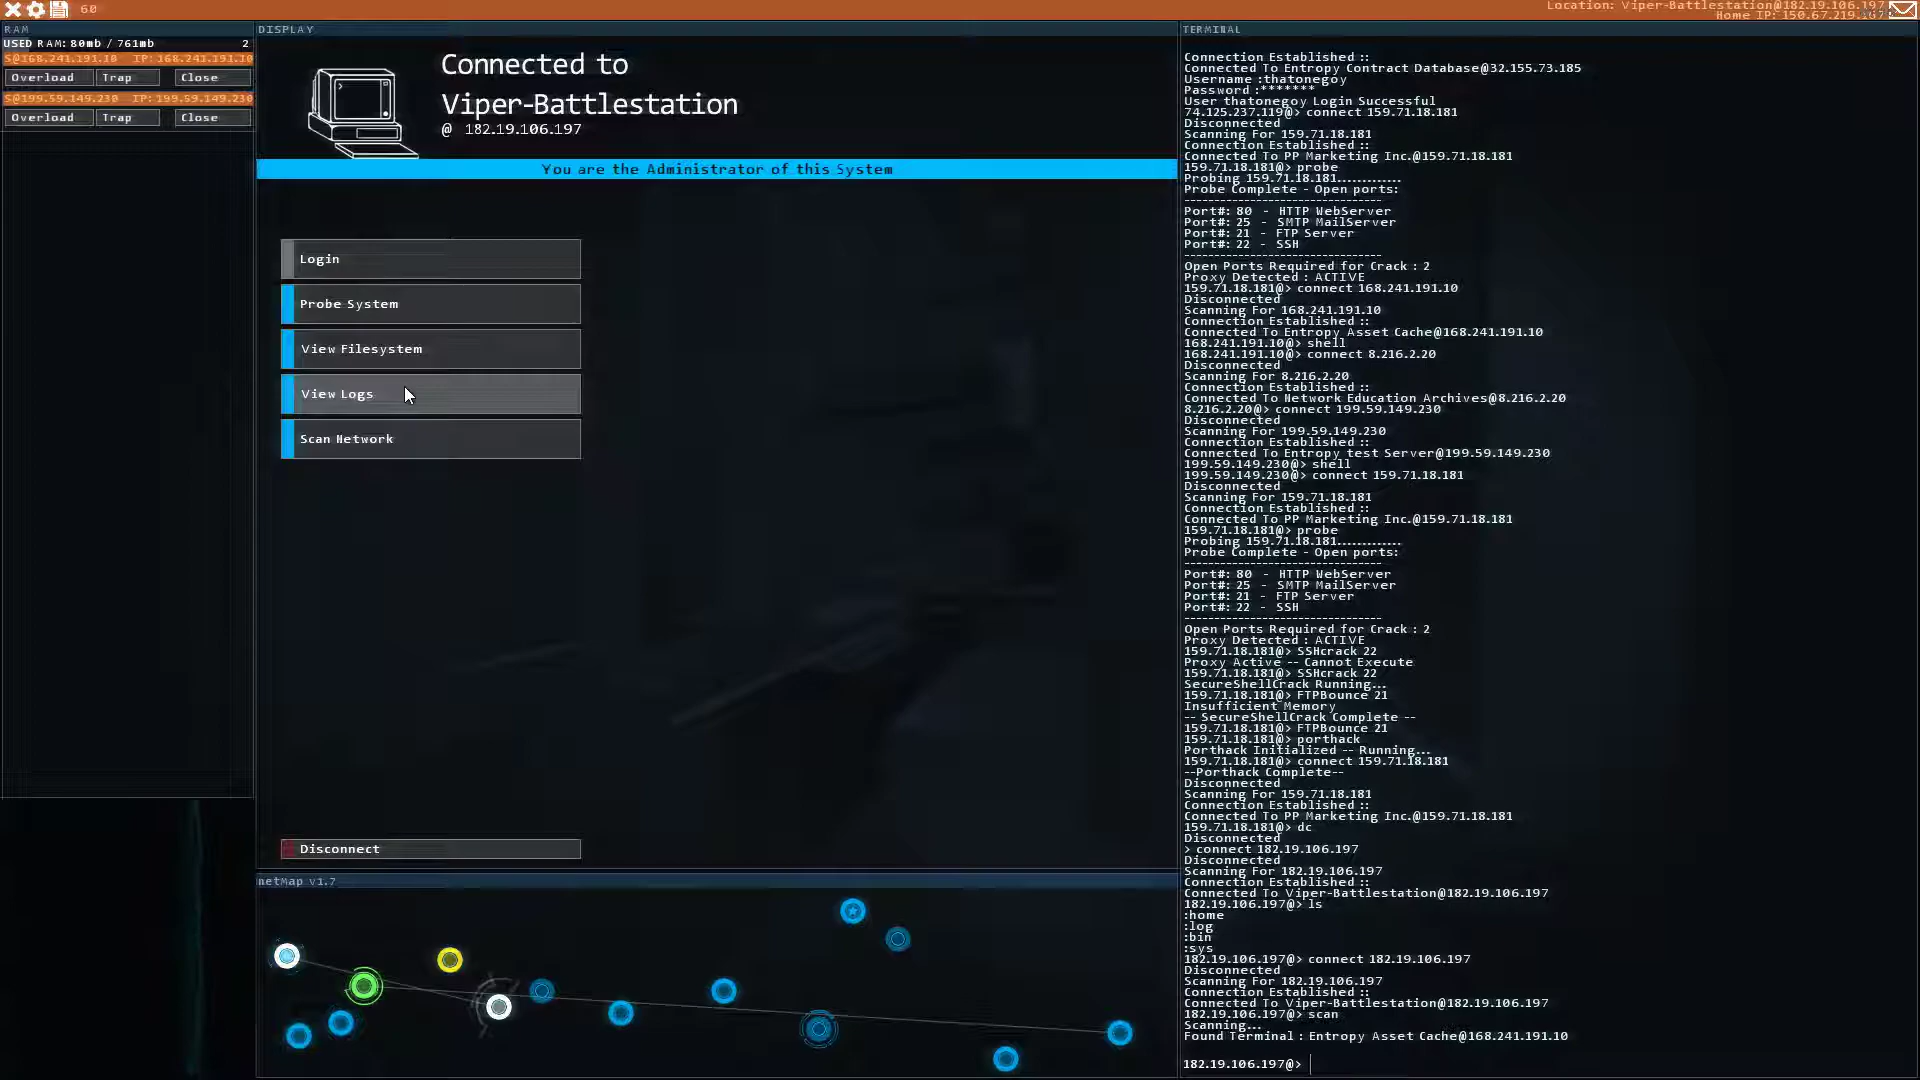 60
Location: Viper-Battlestation@182.19.106.197
Home IP: 150.67.219.167
RAM
USED RAM: 80mb / 761mb 2
S@168.241.191.10 IP: 168.241.191.10
Overload Trap Close
S@199.59.149.230 IP: 199.59.149.230
Overload Trap Close
DISPLAY
Connected to
Viper-Battlestation
@ 182.19.106.197
You are the Administrator of this System
Login
Probe System
View Filesystem
View Logs
Scan Network
Disconnect
netMap v1.7
TERMINAL
Connection Established ::
Connected To Entropy Contract Database@32.155.73.185
Username :thatonegoy
Password :*******
User thatonegoy Login Successful
74.125.237.119@> connect 159.71.18.181
Disconnected
Scanning For 159.71.18.181
Connection Established ::
Connected To PP Marketing Inc.@159.71.18.181
159.71.18.181@> probe
Probing 159.71.18.181.............
Probe Complete - Open ports:
---------------------------------
Port#: 80 - HTTP WebServer
Port#: 25 - SMTP MailServer
Port#: 21 - FTP Server
Port#: 22 - SSH
---------------------------------
Open Ports Required for Crack : 2
Proxy Detected : ACTIVE
159.71.18.181@> connect 168.241.191.10
Disconnected
Scanning For 168.241.191.10
Connection Established ::
Connected To Entropy Asset Cache@168.241.191.10
168.241.191.10@> shell
168.241.191.10@> connect 8.216.2.20
Disconnected
Scanning For 8.216.2.20
Connection Established ::
Connected To Network Education Archives@8.216.2.20
8.216.2.20@> connect 199.59.149.230
Disconnected
Scanning For 199.59.149.230
Connection Established ::
Connected To Entropy test Server@199.59.149.230
199.59.149.230@> shell
199.59.149.230@> connect 159.71.18.181
Disconnected
Scanning For 159.71.18.181
Connection Established ::
Connected To PP Marketing Inc.@159.71.18.181
159.71.18.181@> probe
Probing 159.71.18.181.............
Probe Complete - Open ports:
---------------------------------
Port#: 80 - HTTP WebServer
Port#: 25 - SMTP MailServer
Port#: 21 - FTP Server
Port#: 22 - SSH
---------------------------------
Open Ports Required for Crack : 2
Proxy Detected : ACTIVE
159.71.18.181@> SSHcrack 22
Proxy Active -- Cannot Execute
159.71.18.181@> SSHcrack 22
SecureShellCrack Running...
159.71.18.181@> FTPBounce 21
Insufficient Memory
-- SecureShellCrack Complete --
159.71.18.181@> FTPBounce 21
159.71.18.181@> porthack
Porthack Initialized -- Running...
159.71.18.181@> connect 159.71.18.181
--Porthack Complete--
Disconnected
Scanning For 159.71.18.181
Connection Established ::
Connected To PP Marketing Inc.@159.71.18.181
159.71.18.181@> dc
Disconnected
> connect 182.19.106.197
Disconnected
Scanning For 182.19.106.197
Connection Established ::
Connected To Viper-Battlestation@182.19.106.197
182.19.106.197@> ls
:home
:log
:bin
:sys
182.19.106.197@> connect 182.19.106.197
Disconnected
Scanning For 182.19.106.197
Connection Established ::
Connected To Viper-Battlestation@182.19.106.197
182.19.106.197@> scan
Scanning...
Found Terminal : Entropy Asset Cache@168.241.191.10
182.19.106.197@>